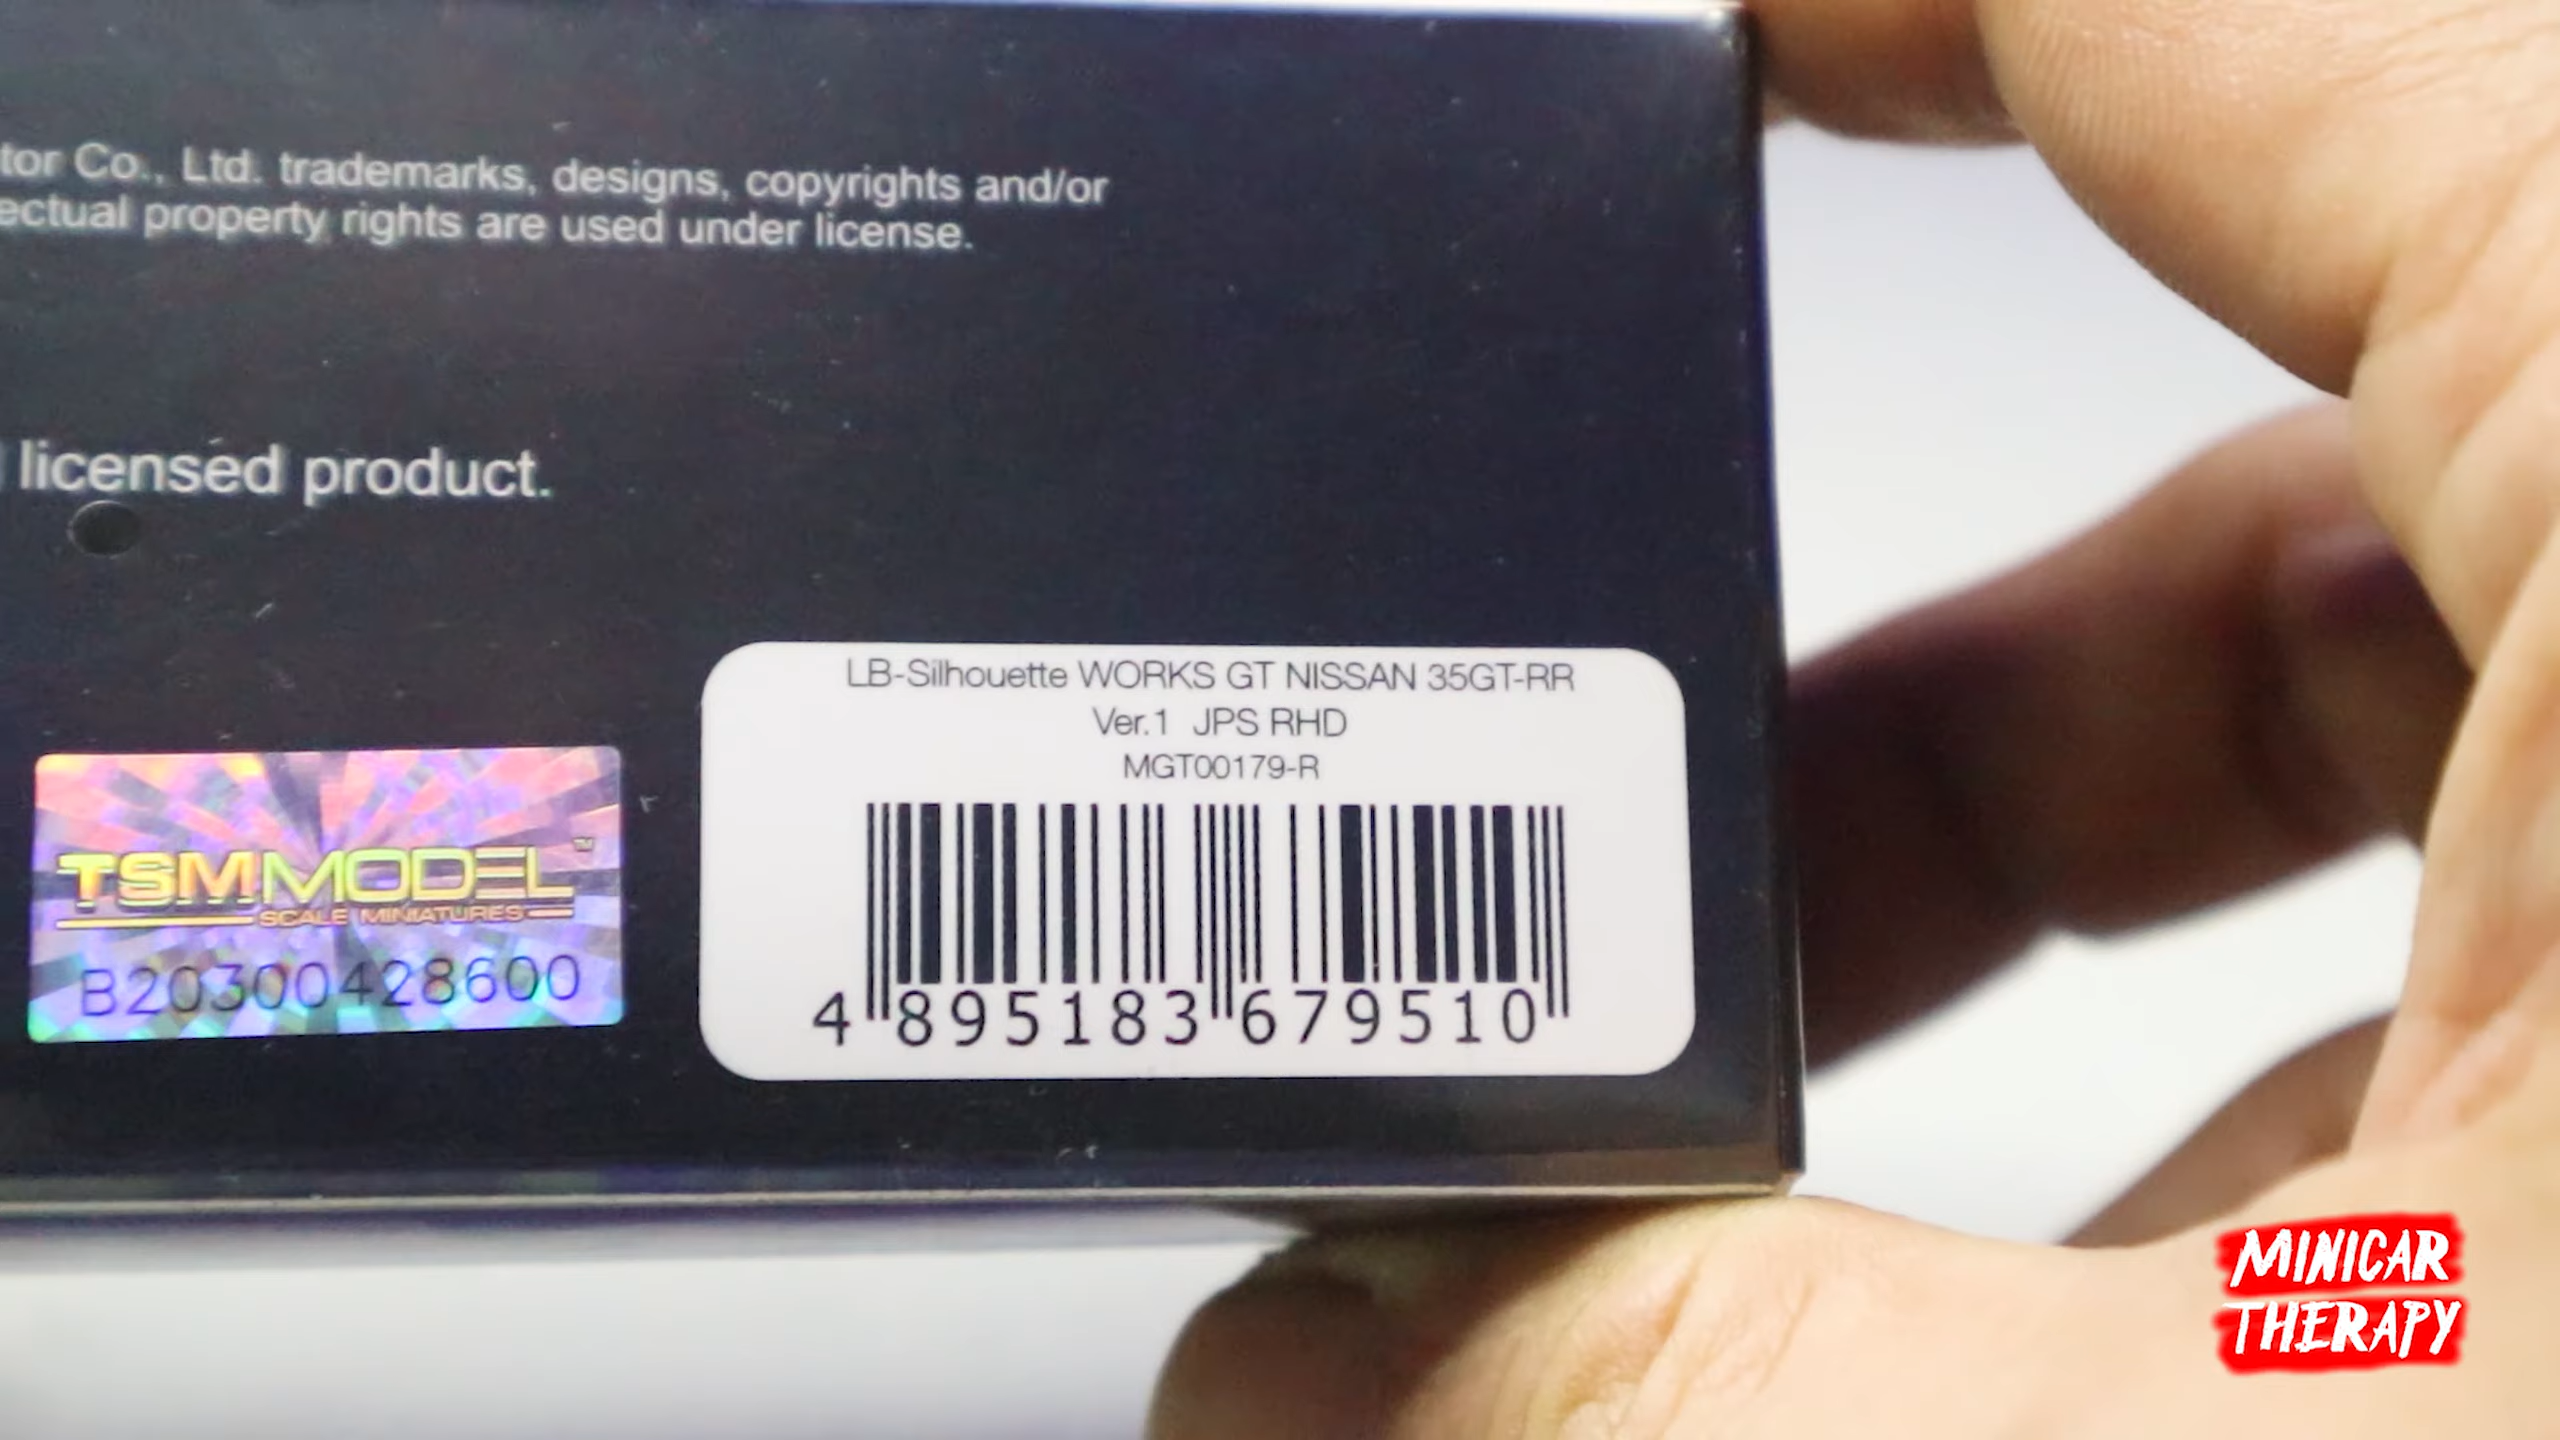 tor Co., Ltd. trademarks, designs, copyrights and/or
ectual property rights are used under license.
licensed product.
LB-Silhouette WORKS GT NISSAN 35GT-RR
Ver.1 JPS RHD
MGT00179-R
4 895183 679510
TSMMODEL™
SCALE MINIATURES
B20300428600
MINICAR
THERAPY